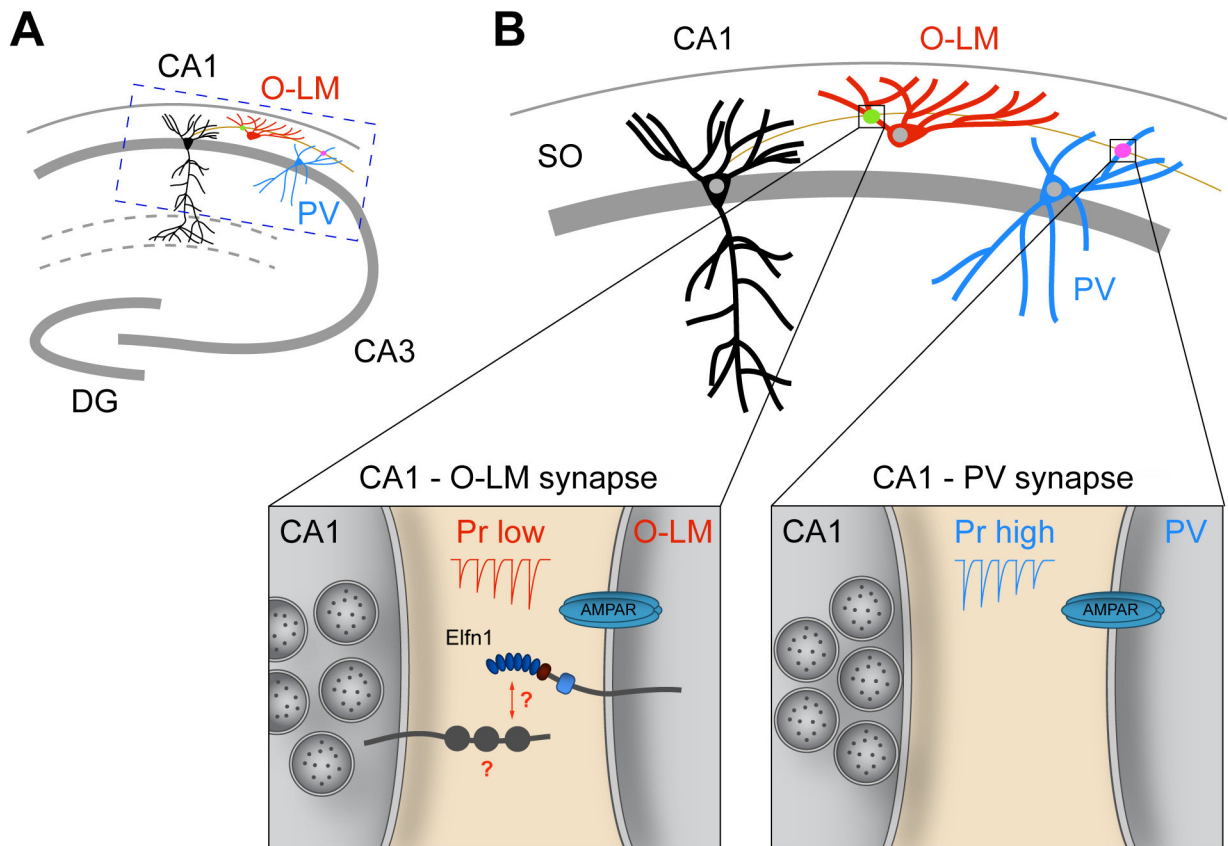 A
CA1
O-LM
PV
CA3
DG
B
CA1
O-LM
SO
PV
CA1 - O-LM synapse
CA1
Pr low
O-LM
AMPAR
Elfn1
?
?
CA1 - PV synapse
CA1
Pr high
PV
AMPAR